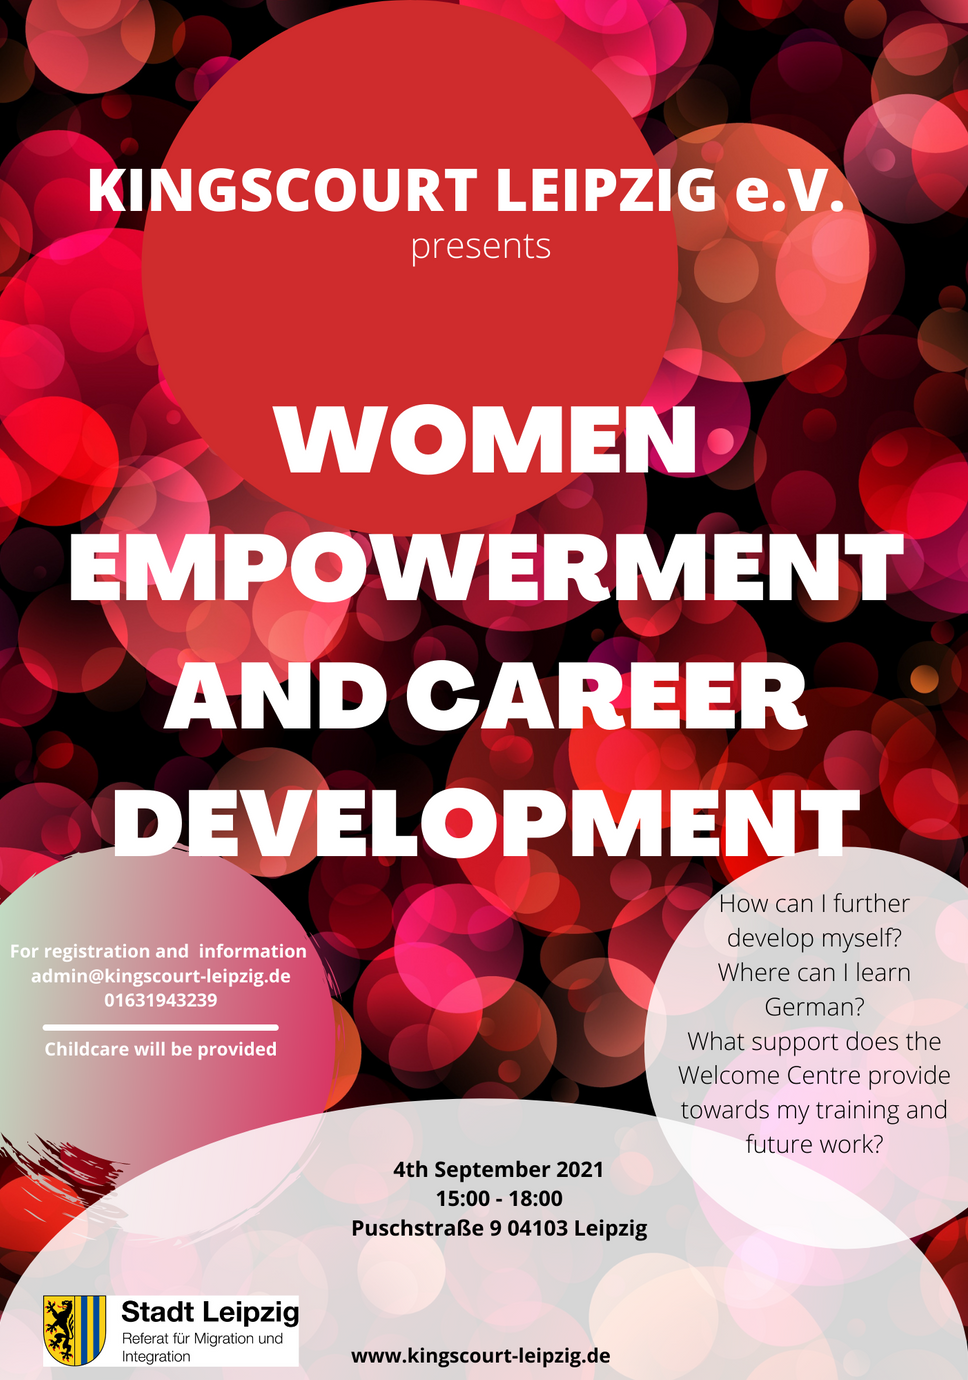 KINGSCOURT LEIPZIG e.V.
presents
WOMEN
EMPOWERMENT
AND CAREER
DEVELOPMENT
For registration and  information
admin@kingscourt-leipzig.de
01631943239
Childcare will be provided
How can I further
develop myself?
Where can I learn
German?
What support does the
Welcome Centre provide
towards my training and
future work?
4th September 2021
15:00 - 18:00
Puschstraße 9 04103 Leipzig
Stadt Leipzig
Referat für Migration und
Integration
www.kingscourt-leipzig.de